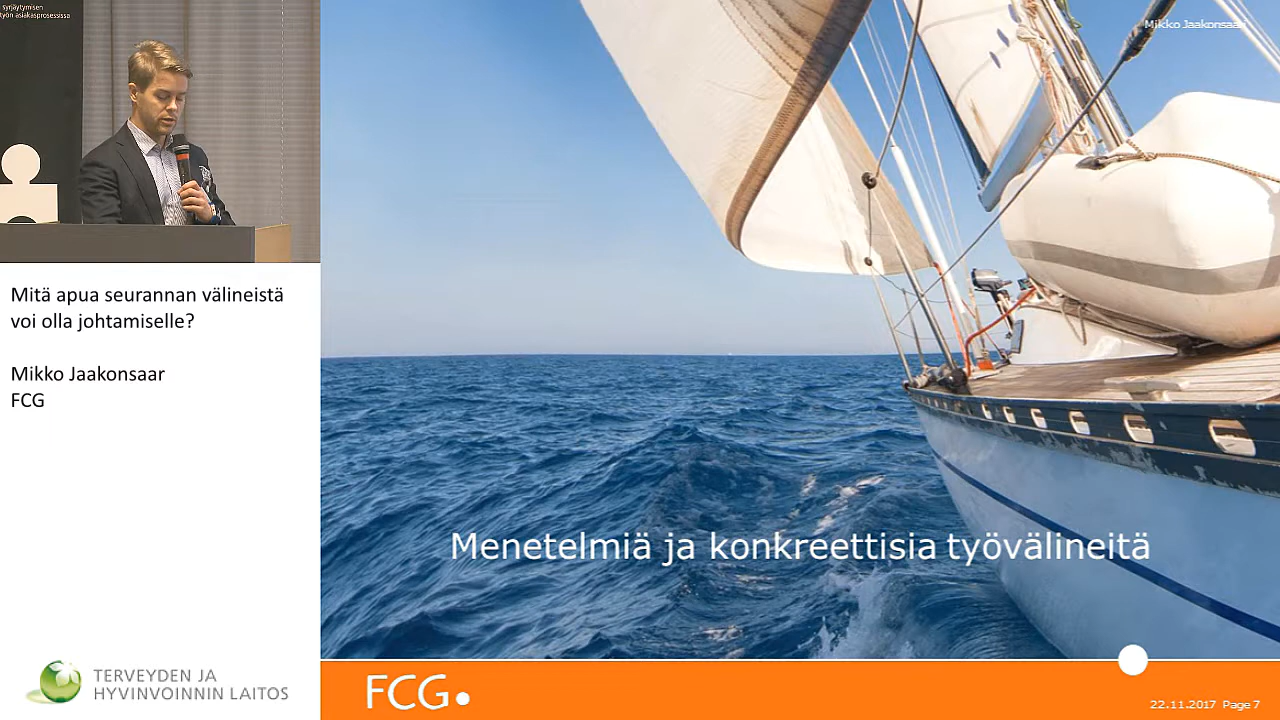 syrjäytymisen
työn asiakasprosessissa
Mitä apua seurannan välineistä
voi olla johtamiselle?
Mikko Jaakonsaar
FCG
TERVEYDEN JA
HYVINVOINNIN LAITOS
Mikko Jaakonsaari
Menetelmiä ja konkreettisia työvälineitä
FCG
22.11.2017 Page 7